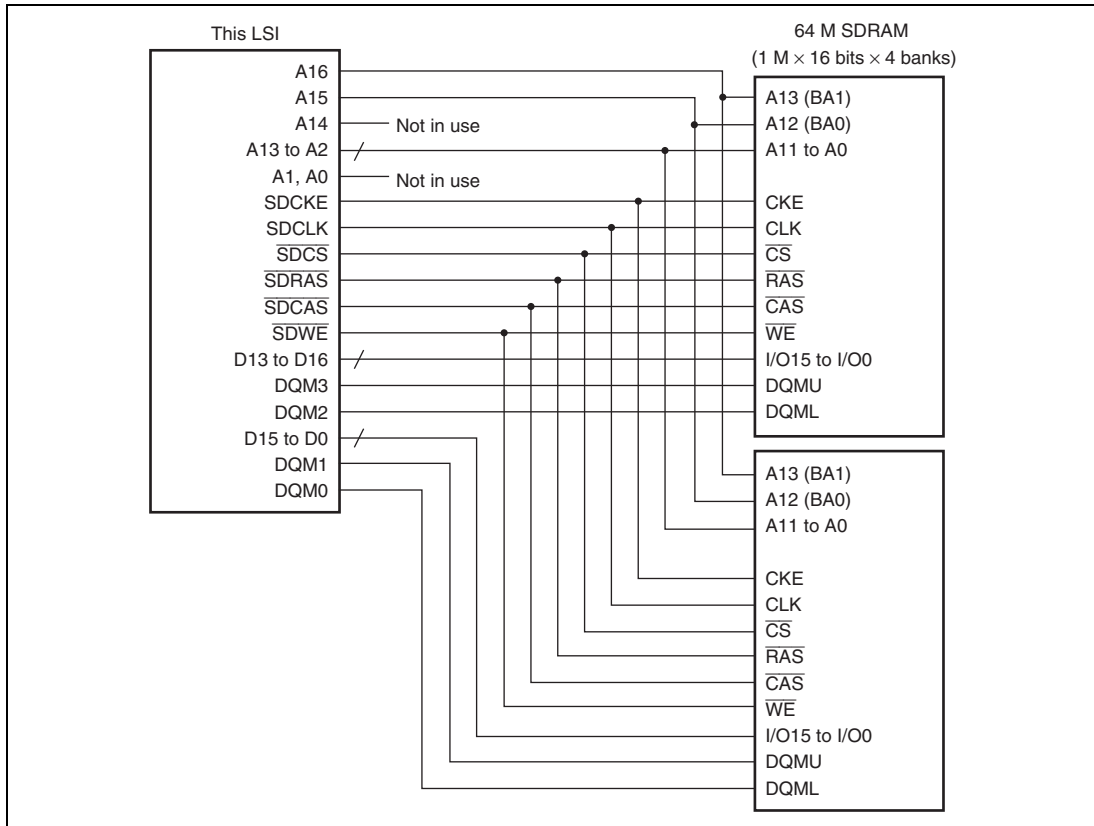 This LSI
A16
A15
A14
Not in use
A13 to A2
A1, A0
Not in use
SDCKE
SDCLK
SDCS
SDRAS
SDCAS
SDWE
D13 to D16
DQM3
DQM2
D15 to D0
DQM1
DQM0
64 M SDRAM
(1 M × 16 bits × 4 banks)
A13 (BA1)
A12 (BA0)
A11 to A0
CKE
CLK
CS
RAS
CAS
WE
I/O15 to I/O0
DQMU
DQML
A13 (BA1)
A12 (BA0)
A11 to A0
CKE
CLK
CS
RAS
CAS
WE
I/O15 to I/O0
DQMU
DQML